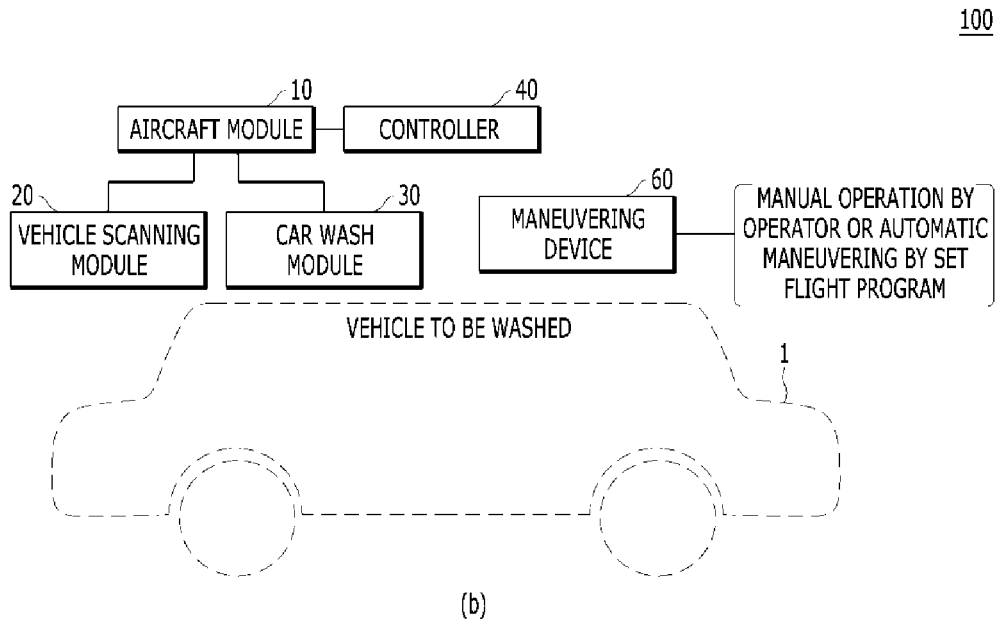 100
10
AIRCRAFT MODULE
40
CONTROLLER
20
VEHICLE SCANNING
MODULE
30
CAR WASH
MODULE
60
MANEUVERING
DEVICE
MANUAL OPERATION BY
OPERATOR OR AUTOMATIC
MANEUVERING BY SET
FLIGHT PROGRAM
VEHICLE TO BE WASHED
1
(b)